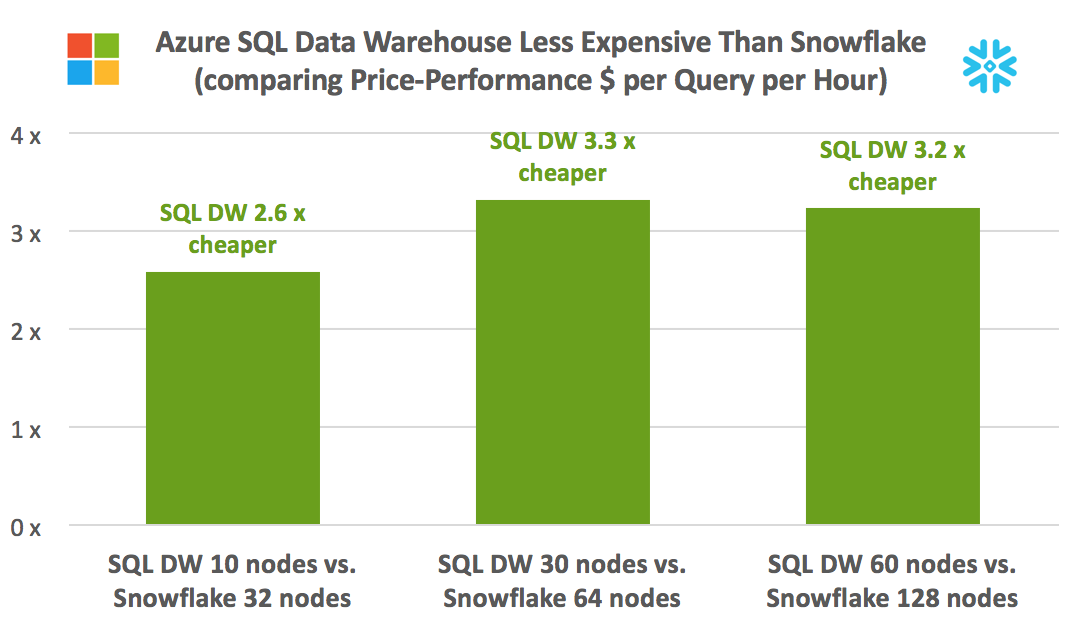 Azure SQL Data Warehouse Less Expensive Than Snowflake
(comparing Price-Performance $ per Query per Hour)
4 x
3 x
2 x
1 x
0 x
SQL DW 2.6 x
cheaper
SQL DW 3.3 x
cheaper
SQL DW 3.2 x
cheaper
SQL DW 10 nodes vs.
Snowflake 32 nodes
SQL DW 30 nodes vs.
Snowflake 64 nodes
SQL DW 60 nodes vs.
Snowflake 128 nodes